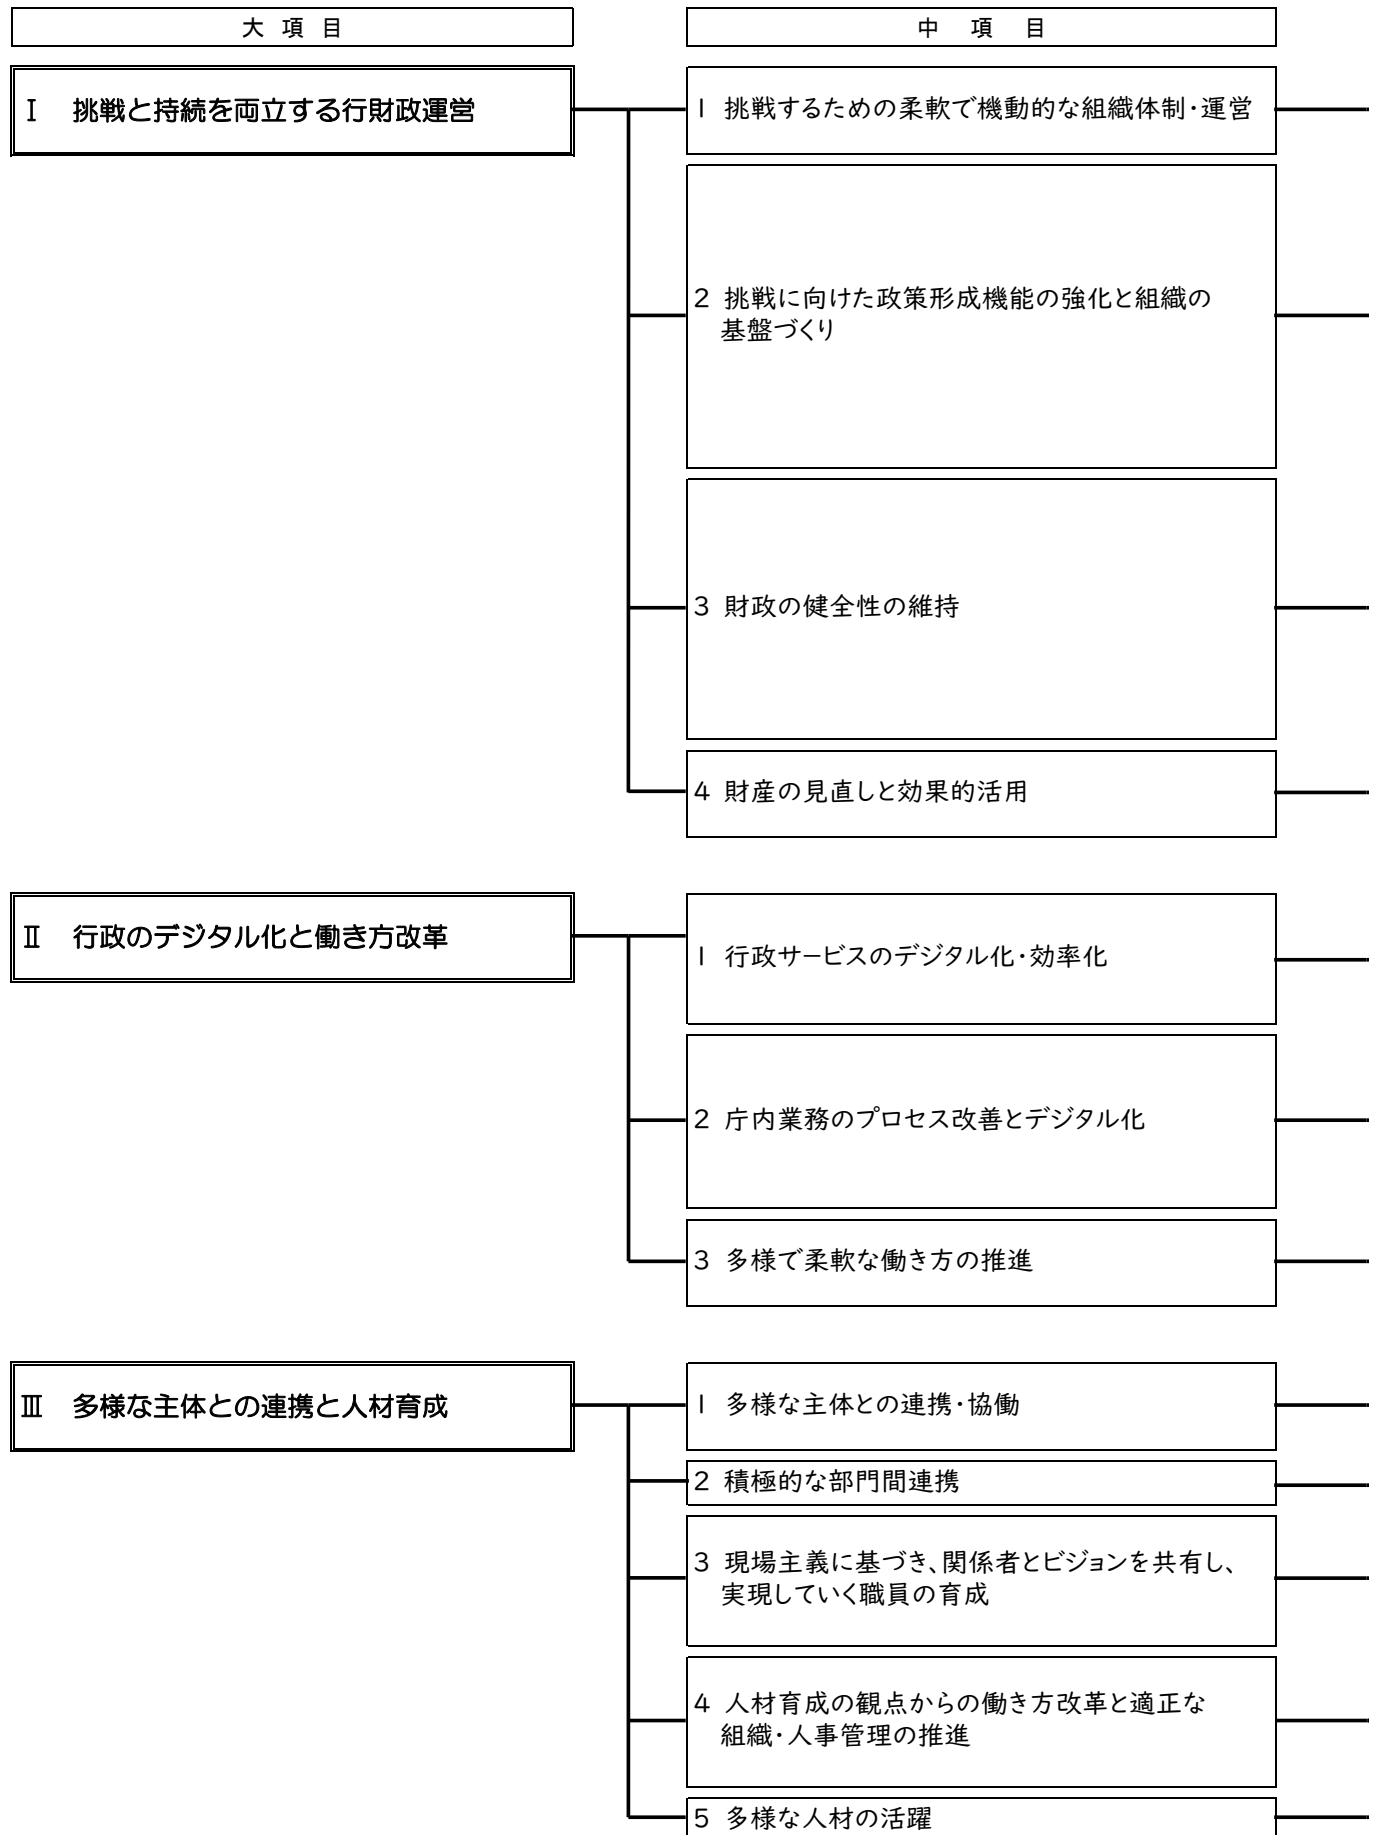 大 項 目
中 項 目
Ⅰ 挑戦と持続を両立する行財政運営
1 挑戦するための柔軟で機動的な組織体制・運営
2 挑戦に向けた政策形成機能の強化と組織の
基盤づくり
3 財政の健全性の維持
4 財産の見直しと効果的活用
Ⅱ 行政のデジタル化と働き方改革
1 行政サービスのデジタル化・効率化
2 庁内業務のプロセス改善とデジタル化
3 多様で柔軟な働き方の推進
Ⅲ 多様な主体との連携と人材育成
1 多様な主体との連携・協働
2 積極的な部門間連携
3 現場主義に基づき、関係者とビジョンを共有し、
実現していく職員の育成
4 人材育成の観点からの働き方改革と適正な
組織・人事管理の推進
5 多様な人材の活躍